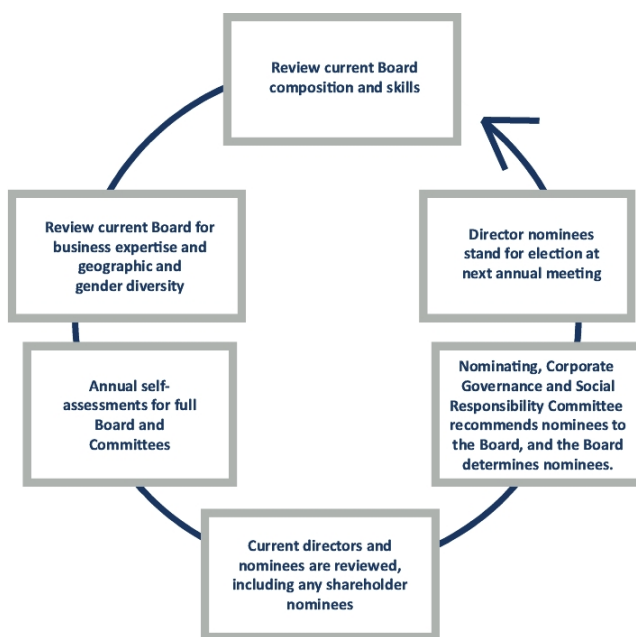 Review current Board
composition and skills
Review current Board for
business expertise and
geographic and
gender diversity
Director nominees
stand for election at
next annual meeting
Annual self-
assessments for full
Board and
Committees
Nominating, Corporate
Governance and Social
Responsibility Committee
recommends nominees to
the Board, and the Board
determines nominees.
Current directors and
nominees are reviewed,
including any shareholder
nominees